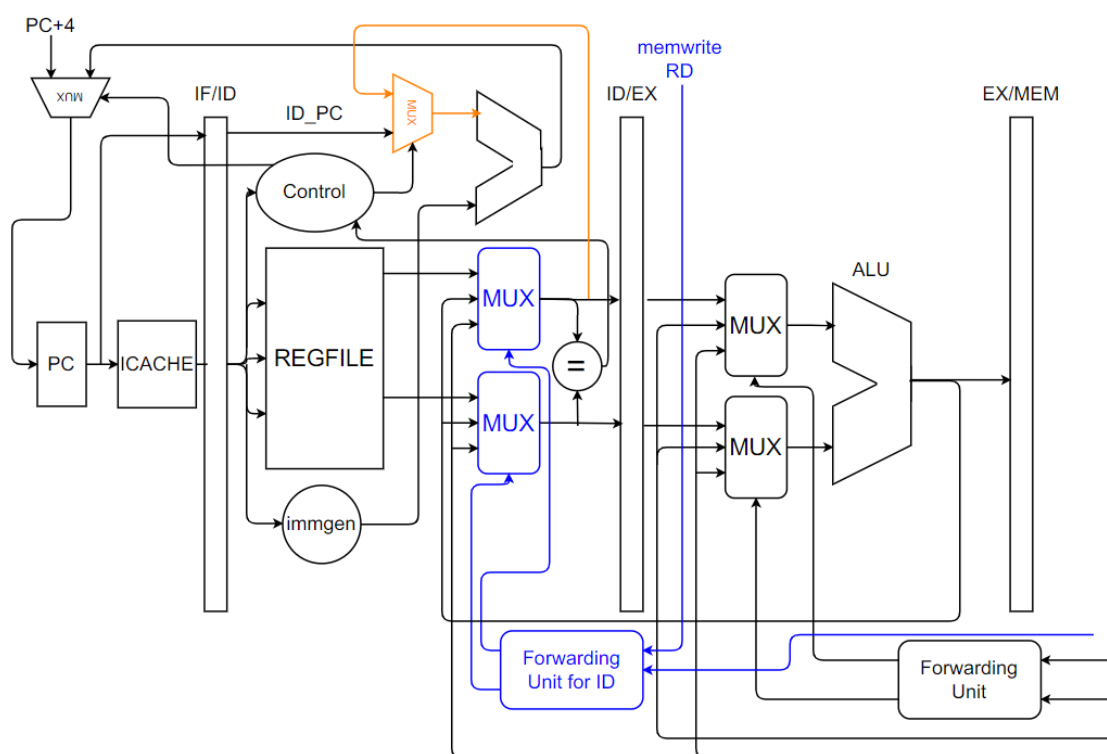 PC+4
memwrite
RD
MUX
IF/ID
ID_PC
MUX
ID/EX
EX/MEM
Control
MUX
ALU
MUX
PC
ICACHE
REGFILE
=
MUX
MUX
immgen
Forwarding
Unit for ID
Forwarding
Unit